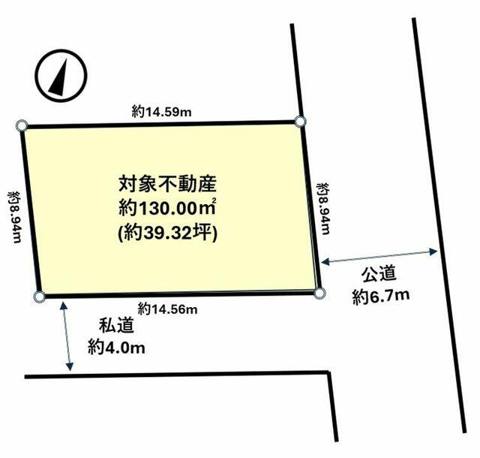 約14.59m
対象不動産
約130.00㎡
(約39.32坪)
約8.94m
約8.94m
公道
約6.7m
約14.56m
私道
約4.0m